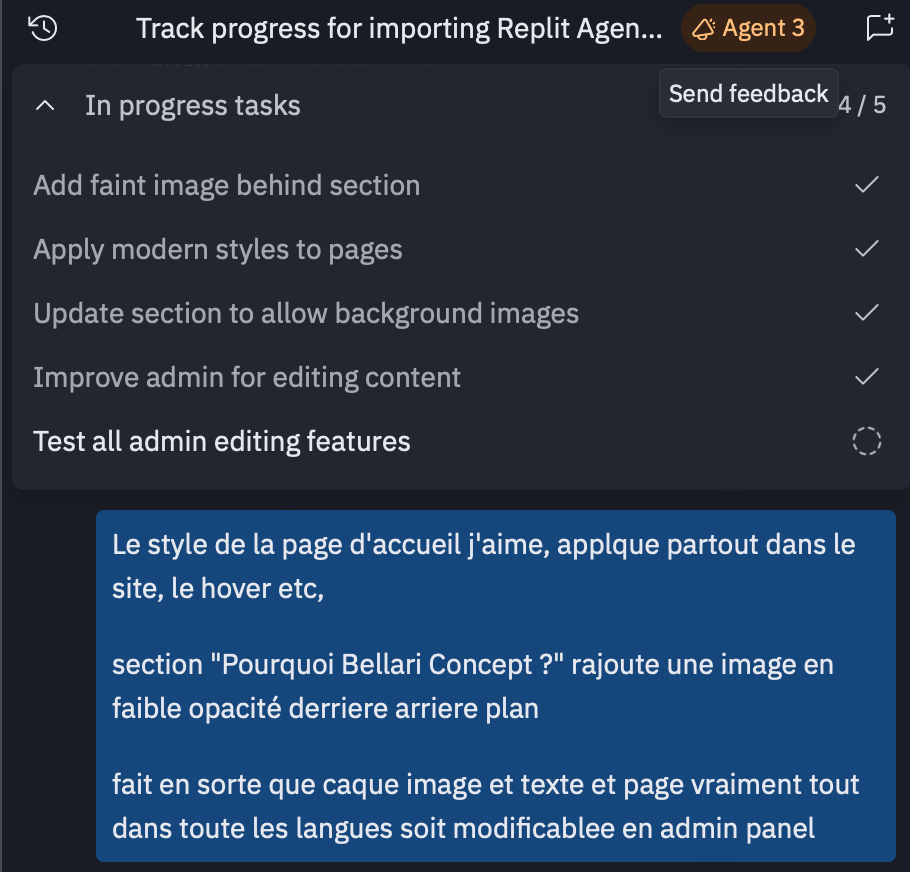 Track progress for importing Replit Agen...
Agent 3
In progress tasks
Send feedback
4 / 5
Add faint image behind section
Apply modern styles to pages
Update section to allow background images
Improve admin for editing content
Test all admin editing features
Le style de la page d'accueil j'aime, applque partout dans le
site, le hover etc,
section "Pourquoi Bellari Concept ?" rajoute une image en
faible opacité derriere arriere plan
fait en sorte que caque image et texte et page vraiment tout
dans toute les langues soit modificablee en admin panel